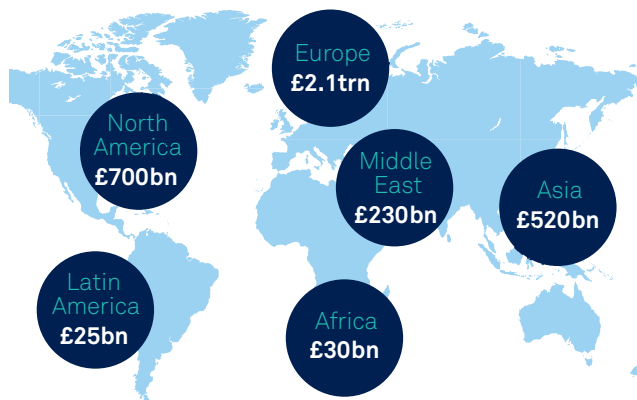 Europe
£2.1trn
North
America
£700bn
Middle
East
£230bn
Asia
£520bn
Latin
America
£25bn
Africa
£30bn